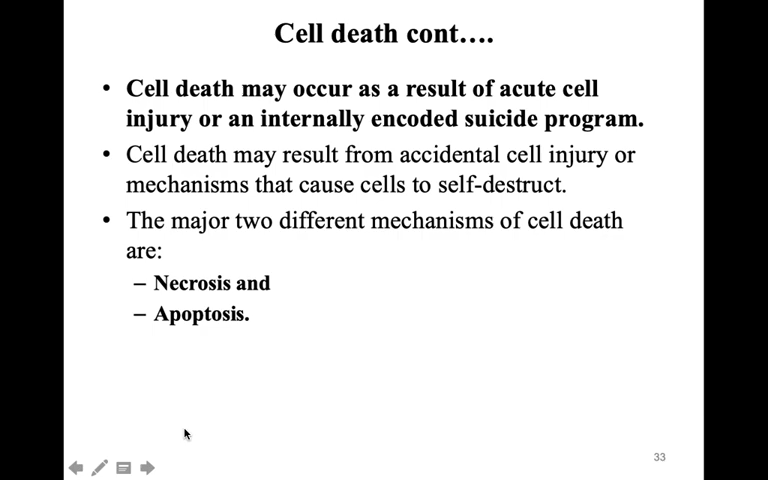 Cell death cont….
• Cell death may occur as a result of acute cell
injury or an internally encoded suicide program.
• Cell death may result from accidental cell injury or
mechanisms that cause cells to self-destruct.
• The major two different mechanisms of cell death
are:
– Necrosis and
– Apoptosis.
33